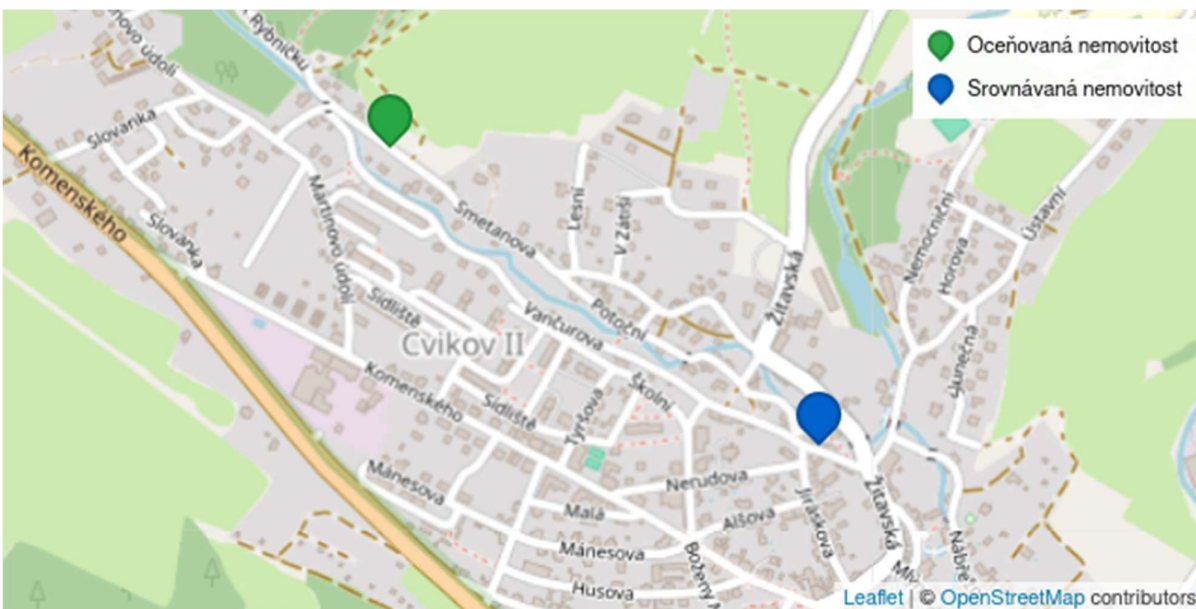 Oceňovaná nemovitost
Srovnávaná nemovitost
Rybníčku
údolí
Slovanka
Komenského
Slovanka
Martinovo údolí
Smetanova
Lesní
V Zátiší
Žitavská
Nemocniční
Horova
Ústavní
Slunečná
Sídliště
Cvikov II
Vančurova
Potoční
Komenského
Sídliště
Tyršova
Školní
Mánesova
Nerudova
Malá
Alšova
Jiráskova
Žitavská
Mánesova
Boženy
Husova
Leaflet | © OpenStreetMap contributors